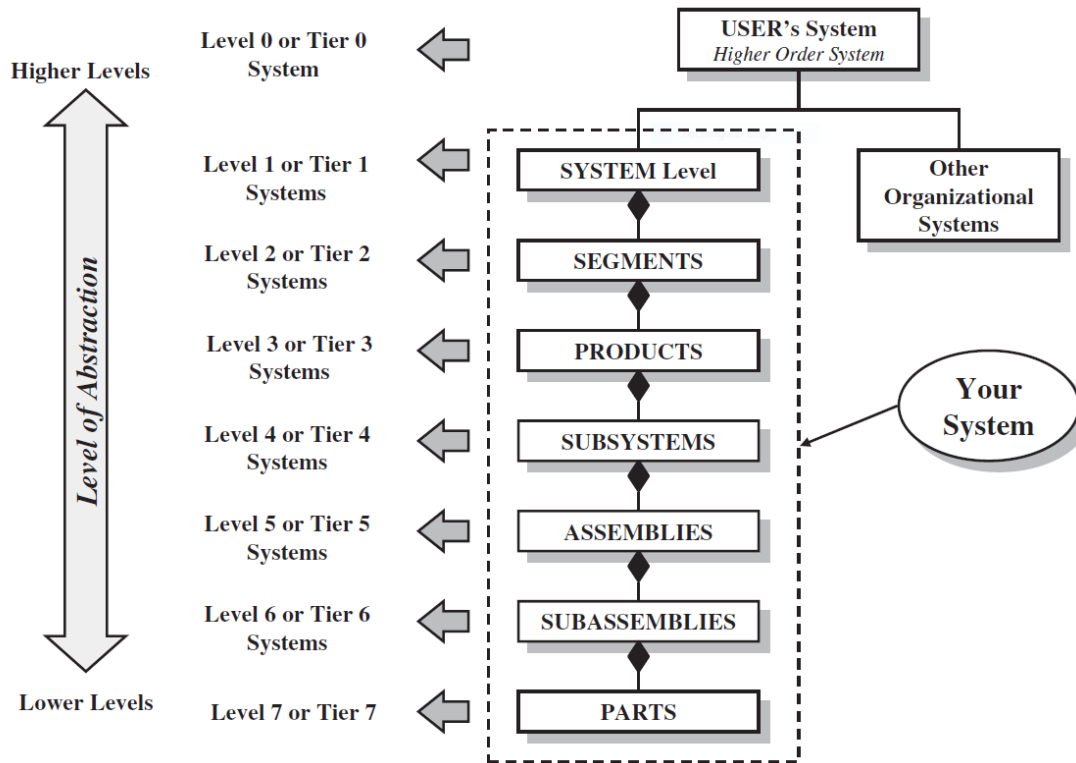 USER's System
Higher Order System
Level 0 or Tier 0
System
Higher Levels
Level 1 or Tier 1
Systems
SYSTEM Level
Other
Organizational
Systems
Level 2 or Tier 2
Systems
SEGMENTS
Level 3 or Tier 3
Systems
PRODUCTS
Level of Abstraction
Your
System
Level 4 or Tier 4
Systems
SUBSYSTEMS
Level 5 or Tier 5
Systems
ASSEMBLIES
Level 6 or Tier 6
Systems
SUBASSEMBLIES
Lower Levels
Level 7 or Tier 7
PARTS